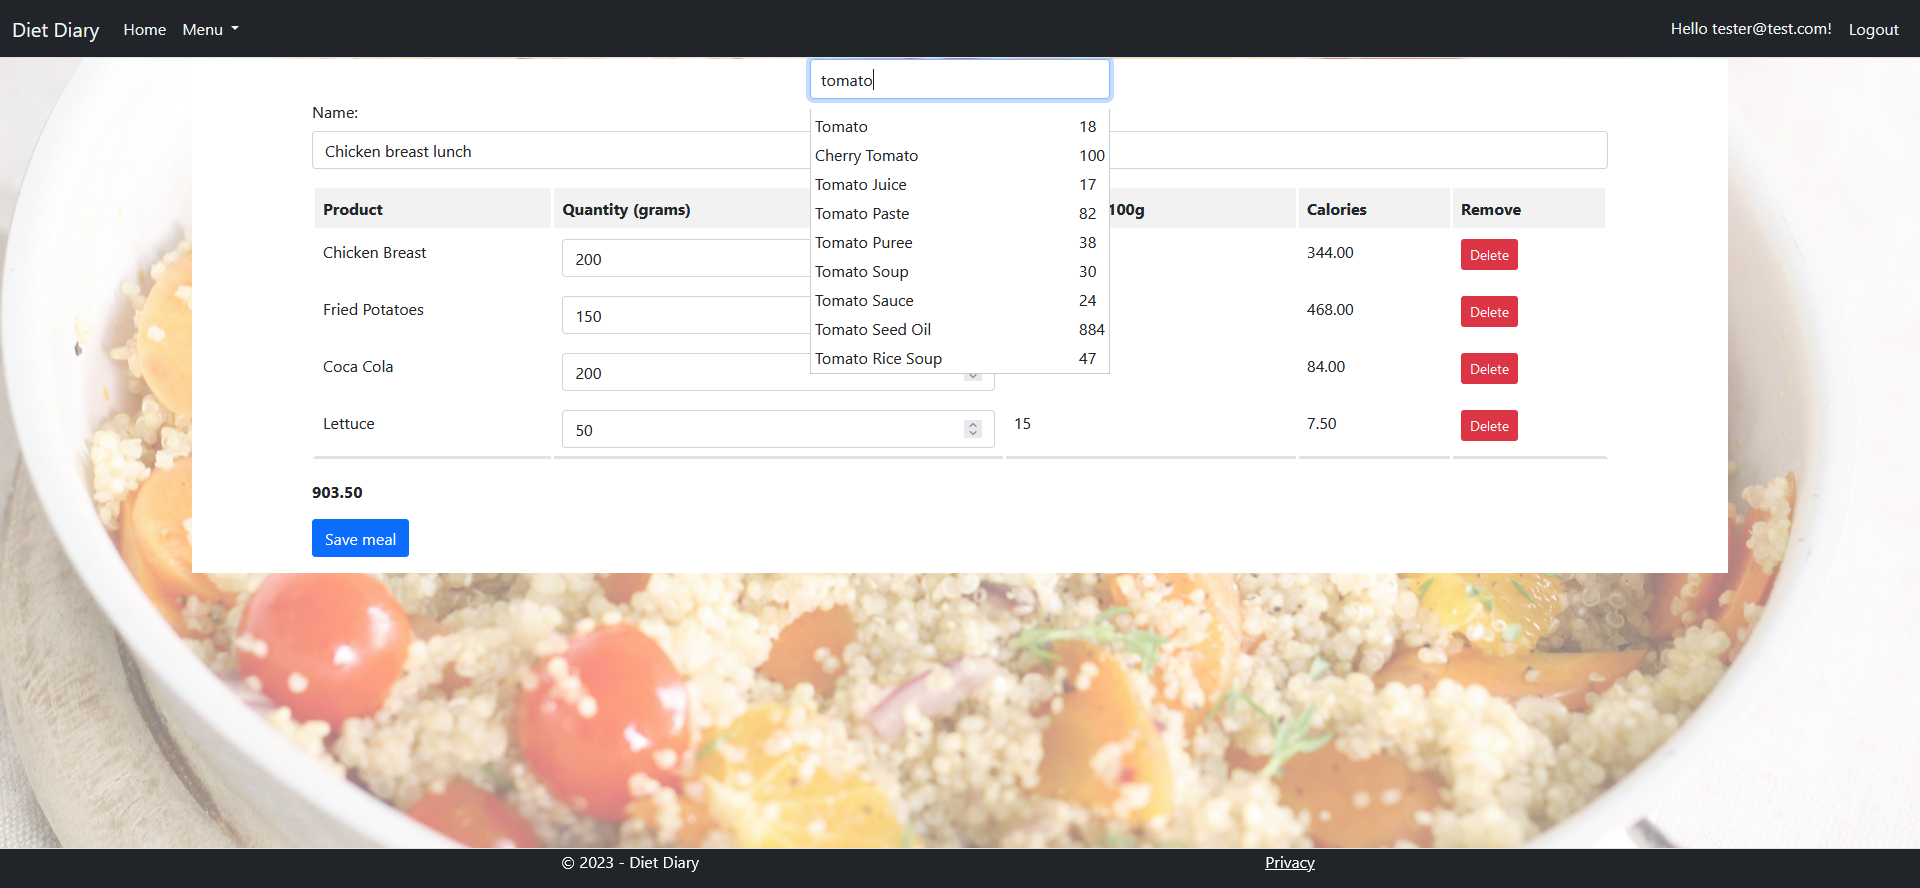 Diet Diary Home Menu Hello tester@test.com! Logout
tomato
Name:
Chicken breast lunch
Tomato 18
Cherry Tomato 100
Tomato Juice 17
Tomato Paste 82
Tomato Puree 38
Tomato Soup 30
Tomato Sauce 24
Tomato Seed Oil 884
Tomato Rice Soup 47
Product Quantity (grams) 100g Calories Remove
Chicken Breast 200 344.00 Delete
Fried Potatoes 150 468.00 Delete
Coca Cola 200 84.00 Delete
Lettuce 50 15 7.50 Delete
903.50
Save meal
© 2023 - Diet Diary Privacy